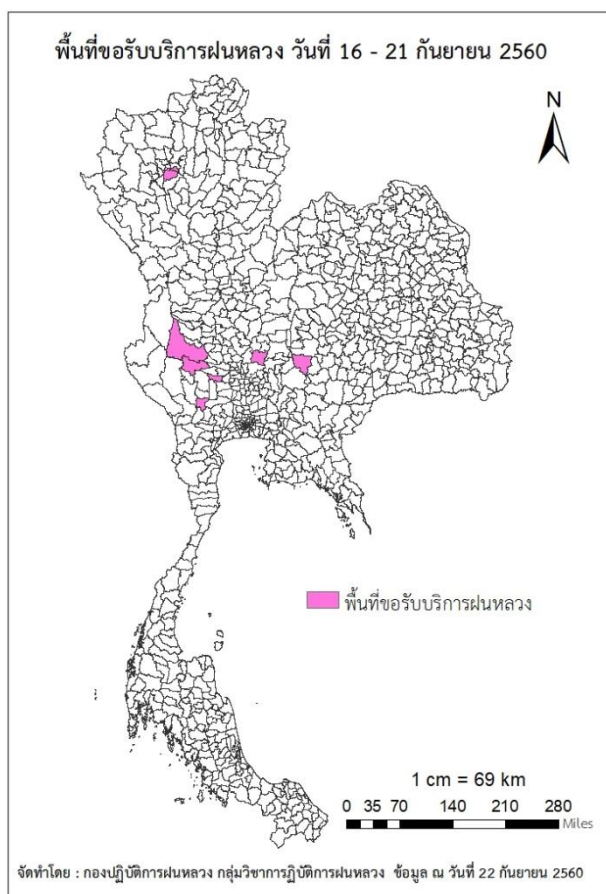 พื้นที่ขอรับบริการฝนหลวง วันที่ 16 - 21 กันยายน 2560
N
พื้นที่ขอรับบริการฝนหลวง
1 cm = 69 km
0 35 70 140 210 280
Miles
จัดทำโดย : กองปฏิบัติการฝนหลวง กลุ่มวิชาการฏิบัติการฝนหลวง ข้อมูล ณ วันที่ 22 กันยายน 2560